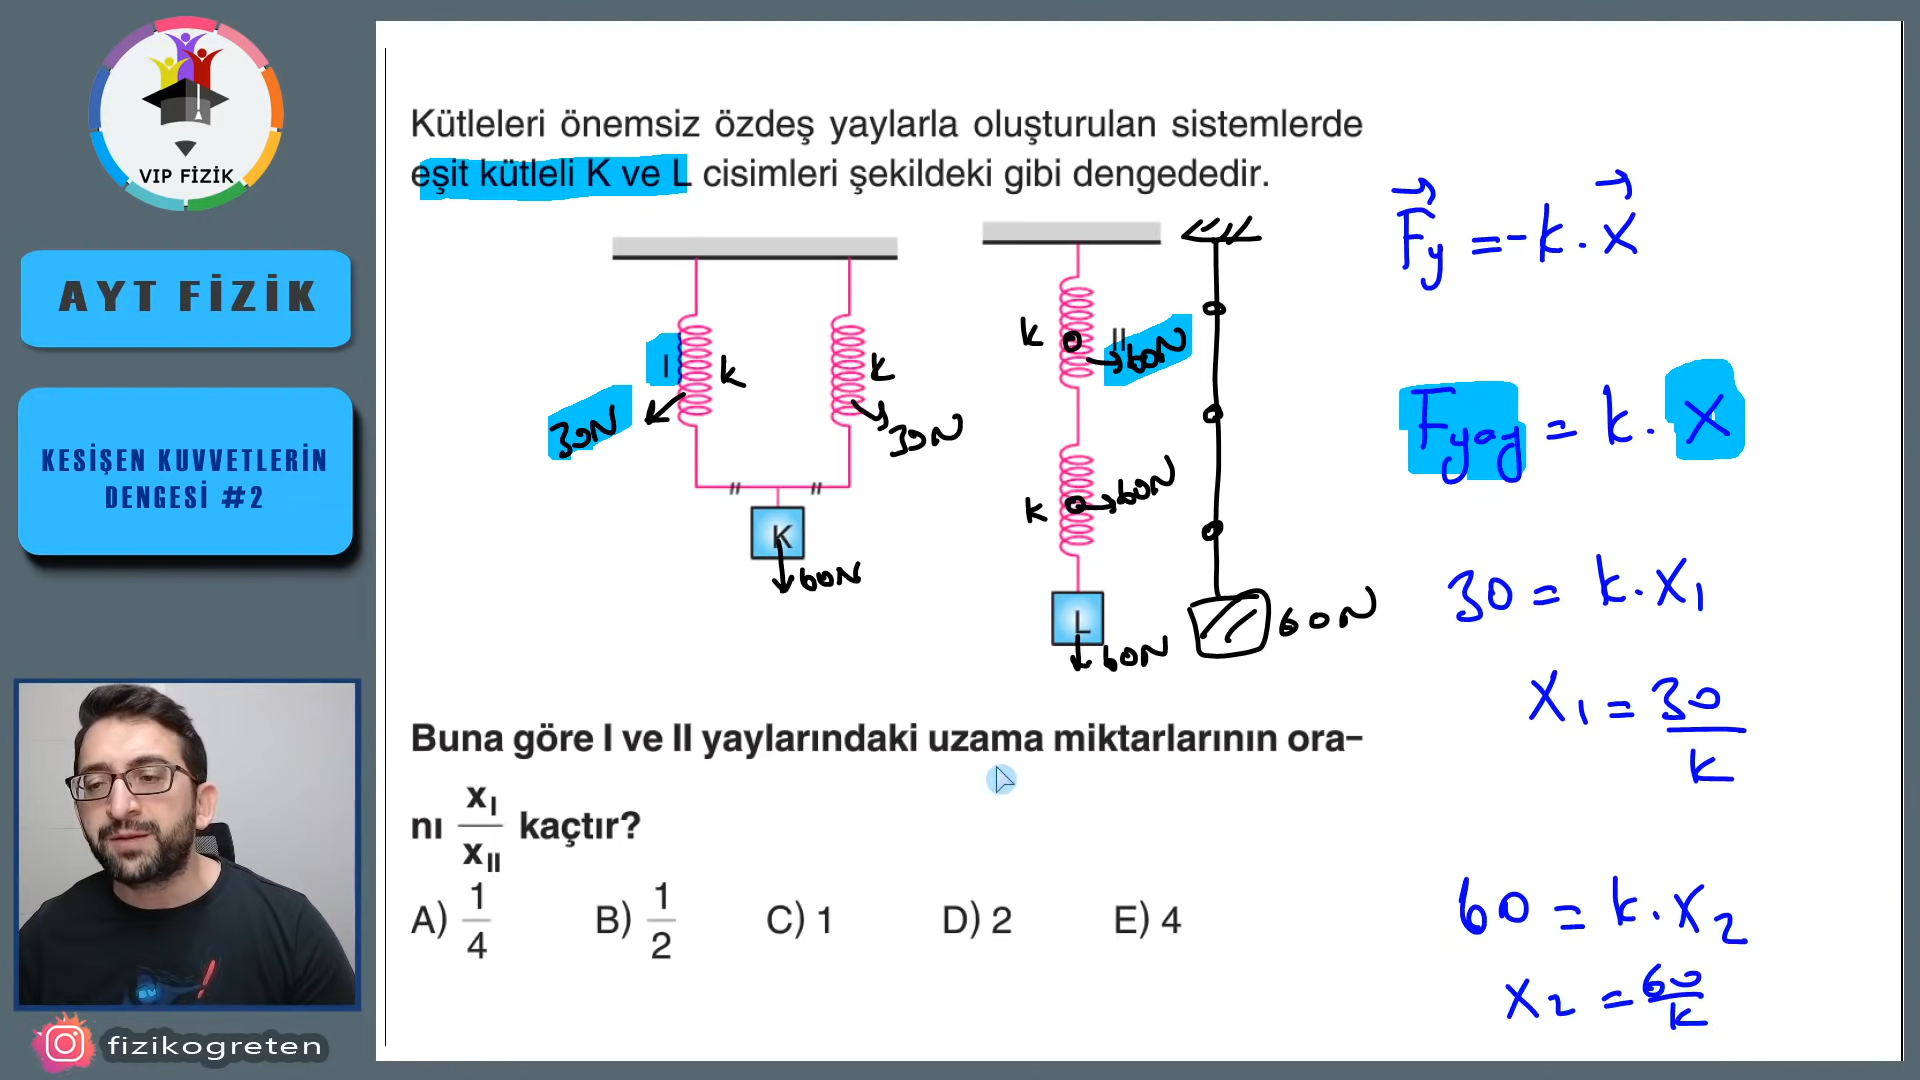 VIP FİZİK
AYT FİZİK
KESİŞEN KUVVETLERİN
DENGESİ #2
fizikogreten
Kütleleri önemsiz özdeş yaylarla oluşturulan sistemlerde
eşit kütleli K ve L cisimleri şekildeki gibi dengededir.
I
k
k
30N
30N
K
60N
k
II
60N
k
60N
L
60N
60N
Buna göre I ve II yaylarındaki uzama miktarlarının ora–
nı x_I / x_II kaçtır?
A) 1/4 B) 1/2 C) 1 D) 2 E) 4
F_y = -k . X
F_yay = k . X
30 = k . X_1
X_1 = 30/k
60 = k . X_2
X_2 = 60/k